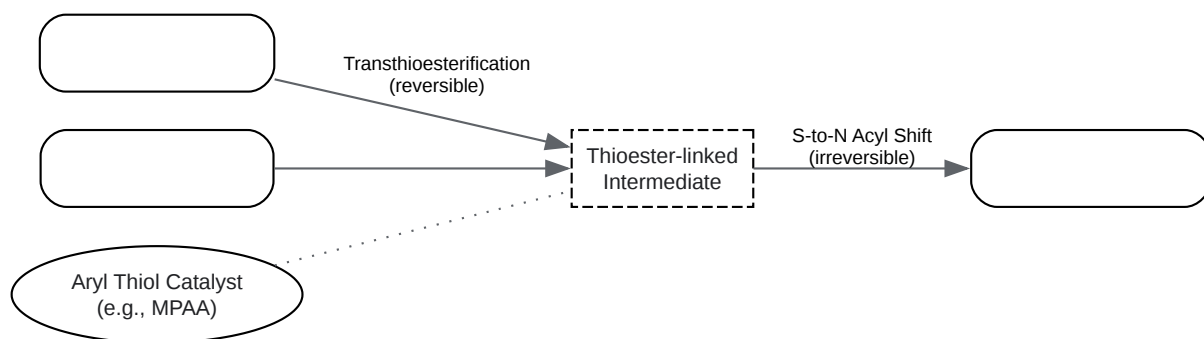 Transthioesterification
(reversible)
Thioester-linked
Intermediate
S-to-N Acyl Shift
(irreversible)
Aryl Thiol Catalyst
(e.g., MPAA)